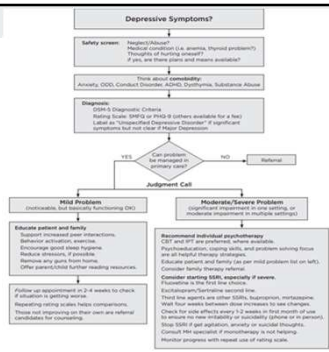 Depressive Symptoms?
Safety screen:
Neglect/Abuse?
Medical condition (i.e. anemia, thyroid problem?)
Thoughts of hurting oneself?
if yes, are there plans and means available?
Think about comobidity:
Anxiety, ODD, Conduct Disorder, ADHD, Dysthymia, Substance Abuse
Diagnosis:
DSM-5 Diagnostic Criteria
Rating Scale: SMFQ or PHQ-9 (others available for a fee)
Label as "Unspecified Depressive Disorder" if significant
symptoms but not clear if Major Depression
YES
Can problem
be managed in
primary care?
NO
Referral
Judgment Call
Mild Problem
(noticeable, but basically functioning OK)
Moderate/Severe Problem
(significant impairment in one setting, or
moderate impairment in multiple settings)
Educate patient and family
Support increased peer interactions.
Behavior activation, exercise.
Encourage good sleep hygiene.
Reduce stressors, if possible.
Remove any guns from home.
Offer parent/child further reading resources.
Follow up appointment in 2-4 weeks to check
if situation is getting worse.
Repeating rating scales helps comparisons.
Those not improving on their own are referral
candidates for counseling.
Recommend individual psychotherapy
CBT and IPT are preferred, where available.
Psychoeducation, coping skills, and problem solving focus
are all helpful therapy strategies.
Educate patient and family (as per mild problem list on left).
Consider family therapy referral.
Consider starting SSRI, especially if severe.
Fluoxetine is the first line choice.
Escitalopram/Sertraline second line.
Third line agents are other SSRIs, bupropion, mirtazapine.
Wait four weeks between dose increases to see changes.
Check for side effects every 1-2 weeks in first month of use
to ensure no new irritability or suicidality (phone or in person).
Stop SSRI if get agitation, anxiety or suicidal thoughts.
Consult MH specialist if monotherapy is not helping.
Monitor progress with repeat use of rating scale.